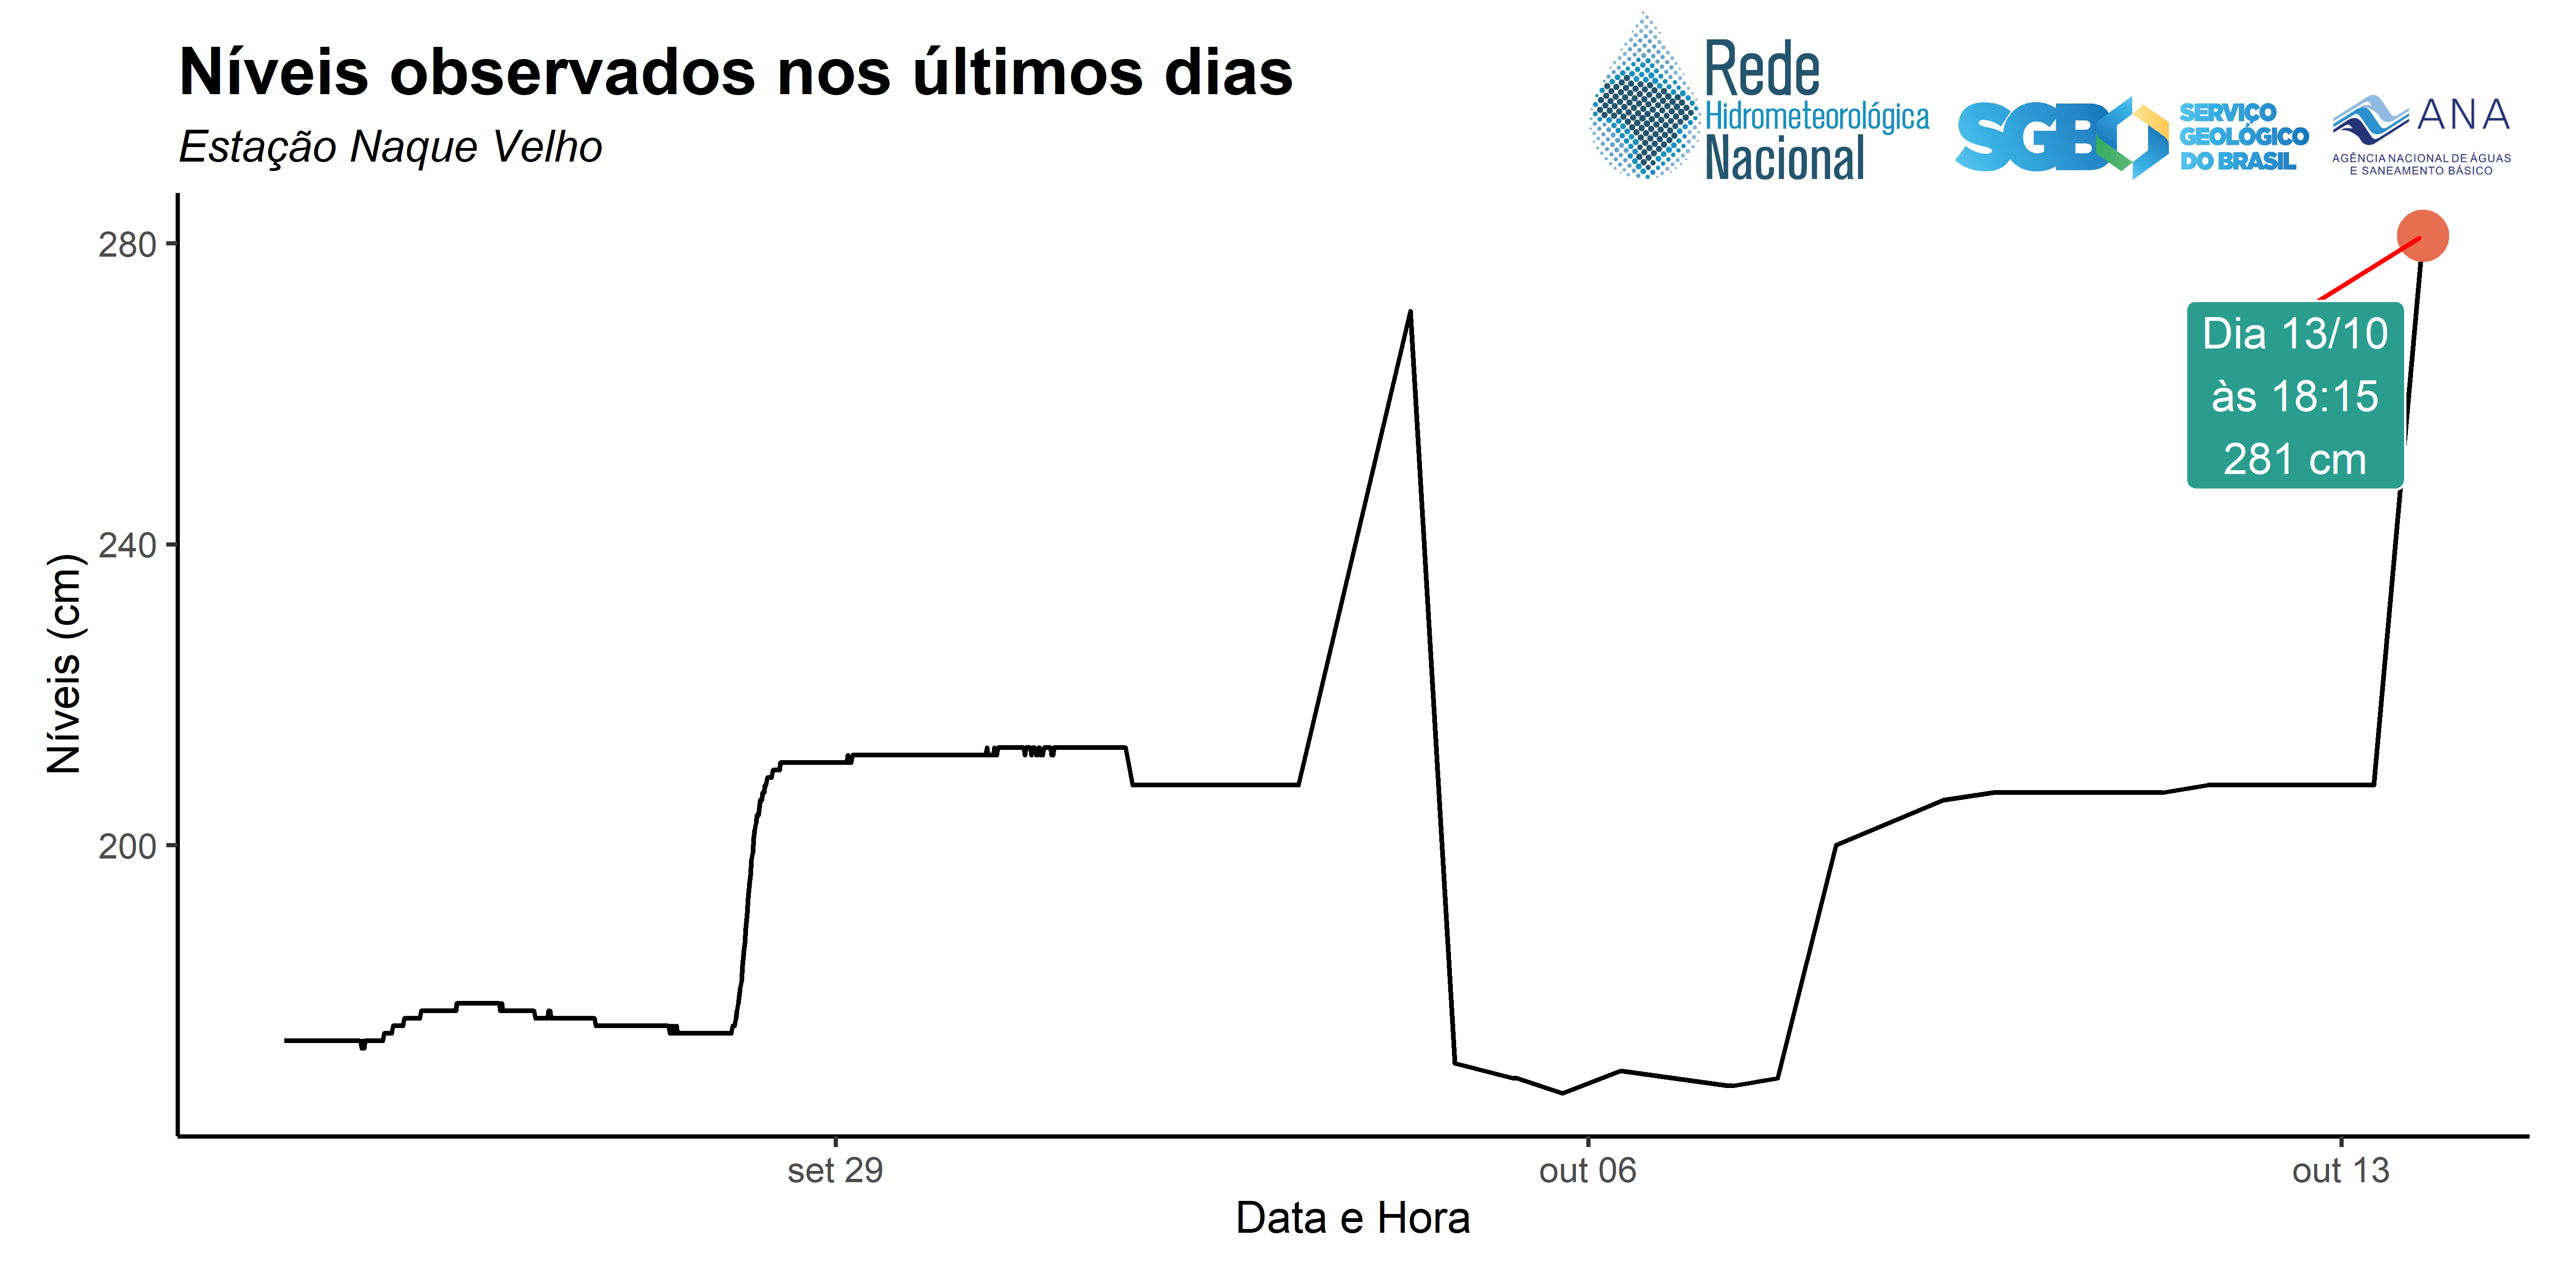 Níveis observados nos últimos dias
Estação Naque Velho
Rede
Hidrometeorológica
Nacional
SGB
SERVIÇO
GEOLÓGICO
DO BRASIL
ANA
AGÊNCIA NACIONAL DE ÁGUAS
E SANEAMENTO BÁSICO
Níveis (cm)
280
240
200
Dia 13/10
às 18:15
281 cm
set 29
out 06
out 13
Data e Hora